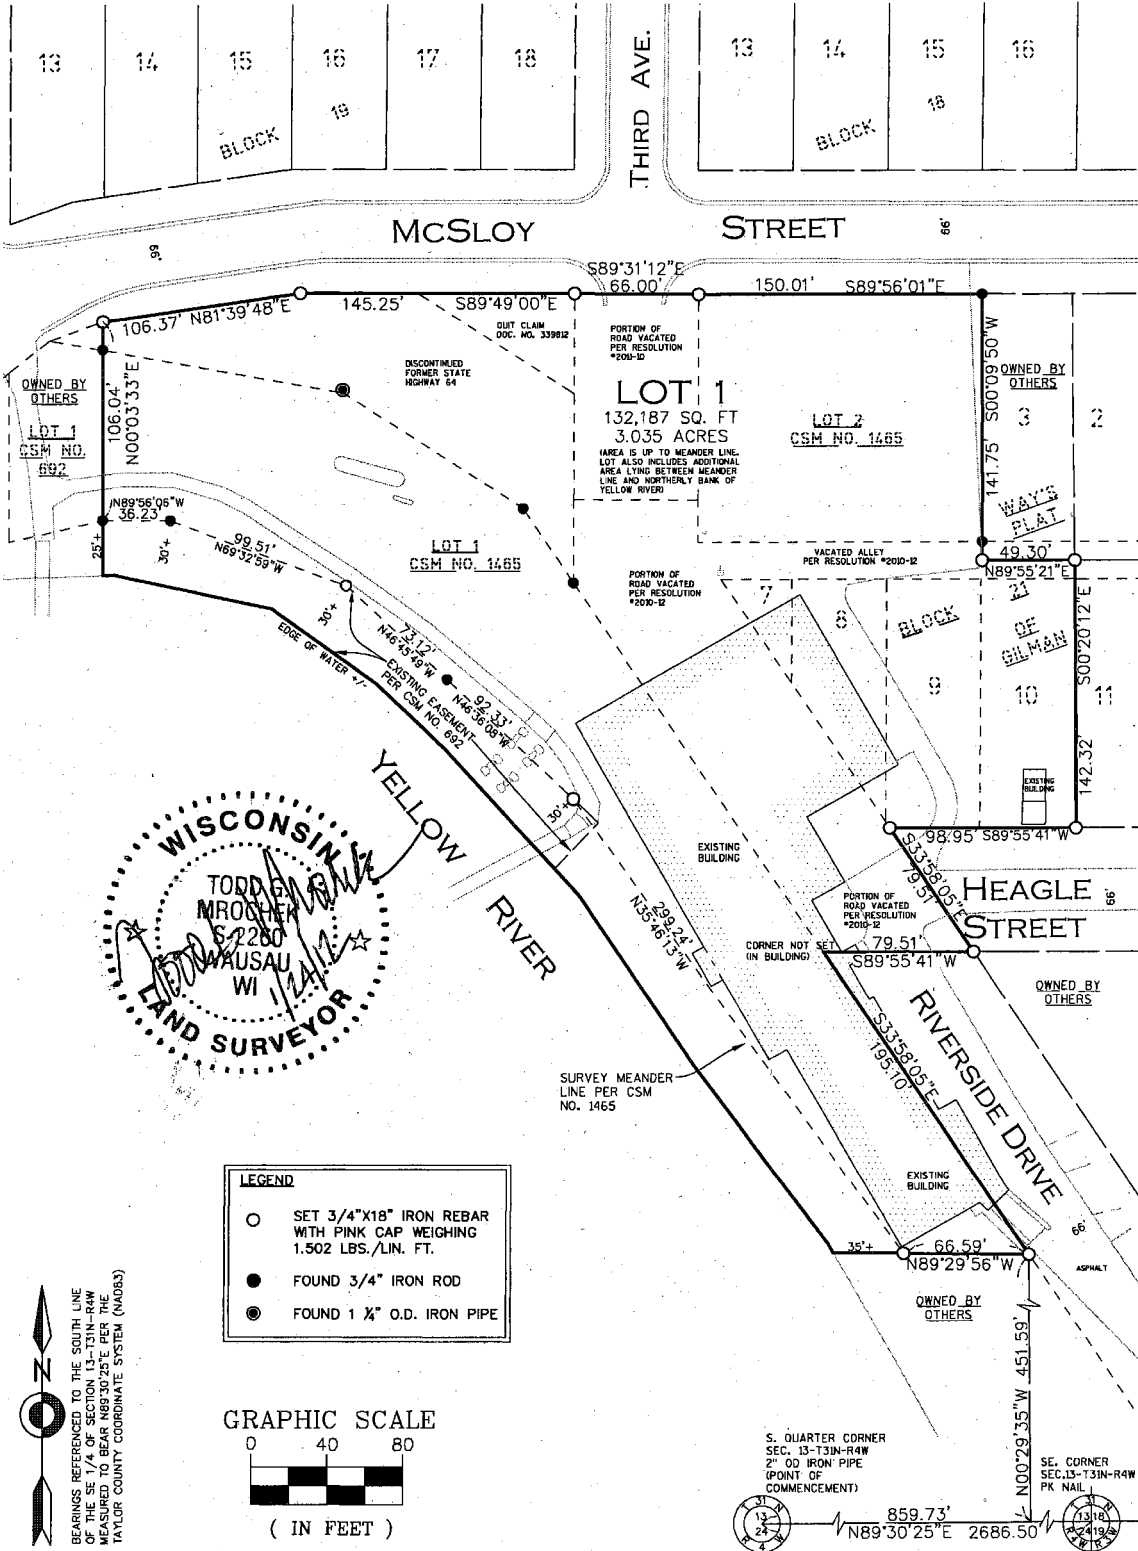 13
14
15
16
17
18
19
BLOCK
THIRD AVE.
13
14
15
16
18
BLOCK
McSLOY STREET
66'
66'
S89°31'12"E
66.00'
106.37' N81°39'48"E
145.25' S89°49'00"E
150.01' S89°56'01"E
QUIT CLAIM
DOC. NO. 339812
PORTION OF
ROAD VACATED
PER RESOLUTION
#2011-10
DISCONTINUED
FORMER STATE
HIGHWAY 64
OWNED BY
OTHERS
LOT 1
CSM NO.
692
106.04'
N00°03'33"E
LOT 1
132,187 SQ. FT
3.035 ACRES
(AREA IS UP TO MEANDER LINE.
LOT ALSO INCLUDES ADDITIONAL
AREA LYING BETWEEN MEANDER
LINE AND NORTHERLY BANK OF
YELLOW RIVER)
LOT 2
CSM NO. 1465
141.75' S00°09'50"W
OWNED BY
OTHERS
3
2
WAY'S
PLAT
N89°56'05"W
36.23'
25'±
30'±
99.51'
N69°32'59"W
LOT 1
CSM NO. 1465
VACATED ALLEY
PER RESOLUTION #2010-12
49.30'
N89°55'21"E
PORTION OF
ROAD VACATED
PER RESOLUTION
#2010-12
7
8
BLOCK
21
OF
GILMAN
9
10
11
S00°20'12"E
142.32'
30'±
73.12'
N46°45'49"W
EDGE OF WATER +/-
EXISTING EASEMENT
PER CSM NO. 692
92.33'
N46°36'08"W
30'±
YELLOW
RIVER
EXISTING
BUILDING
98.95' S89°55'41"W
S33°58'05"E
79.51'
HEAGLE
STREET
66'
EXISTING
BUILDING
PORTION OF
ROAD VACATED
PER RESOLUTION
#2010-12
CORNER NOT SET
(IN BUILDING)
79.51'
S89°55'41"W
299.24'
N35°46'13"W
OWNED BY
OTHERS
WISCONSIN
TODD G.
MROCHEK
S-2260
WAUSAU
WI
LAND SURVEYOR
1/24/12
S33°58'05"E
195.10'
RIVERSIDE DRIVE
SURVEY MEANDER
LINE PER CSM
NO. 1465
EXISTING
BUILDING
66'
ASPHALT
35'±
66.59'
N89°29'56"W
OWNED BY
OTHERS
LEGEND
SET 3/4"X18" IRON REBAR
WITH PINK CAP WEIGHING
1.502 LBS./LIN. FT.
FOUND 3/4" IRON ROD
FOUND 1 ¼" O.D. IRON PIPE
N
BEARINGS REFERENCED TO THE SOUTH LINE
OF THE SE 1/4 OF SECTION 13-T31N-R4W
MEASURED TO BEAR N89°30'25"E PER THE
TAYLOR COUNTY COORDINATE SYSTEM (NAD83)
GRAPHIC SCALE
0 40 80
( IN FEET )
N00°29'35"W 451.59'
S. QUARTER CORNER
SEC. 13-T31N-R4W
2" OD IRON PIPE
(POINT OF
COMMENCEMENT)
SE. CORNER
SEC.13-T31N-R4W
PK NAIL
T 31 N
13
24
R 4 W
859.73'
N89°30'25"E 2686.50'
T 31 N
13 18
24 19
R4W R3W